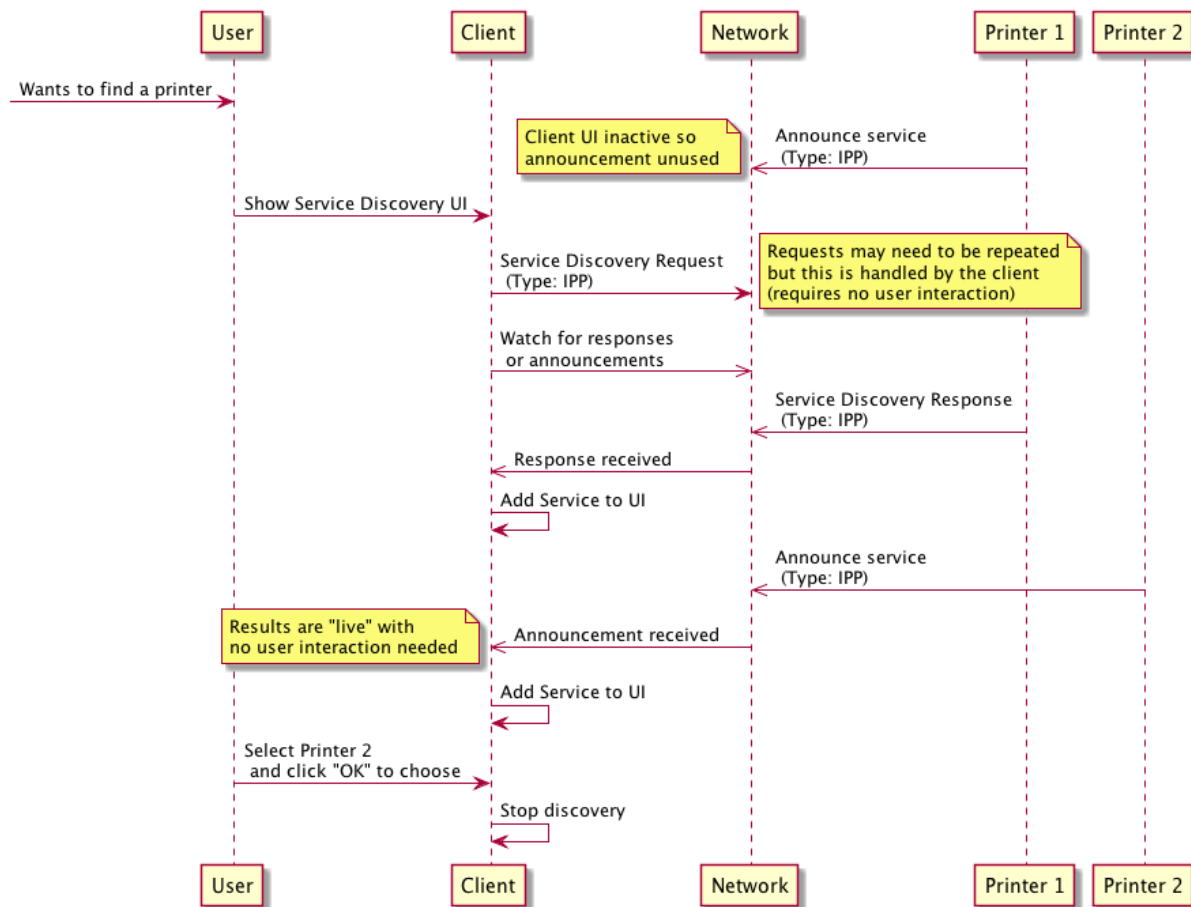 User
Client
Network
Printer 1
Printer 2
Wants to find a printer
Client UI inactive so
announcement unused
Announce service
(Type: IPP)
Show Service Discovery UI
Requests may need to be repeated
but this is handled by the client
(requires no user interaction)
Service Discovery Request
(Type: IPP)
Watch for responses
or announcements
Service Discovery Response
(Type: IPP)
Response received
Add Service to UI
Announce service
(Type: IPP)
Results are "live" with
no user interaction needed
Announcement received
Add Service to UI
Select Printer 2
and click "OK" to choose
Stop discovery
User
Client
Network
Printer 1
Printer 2